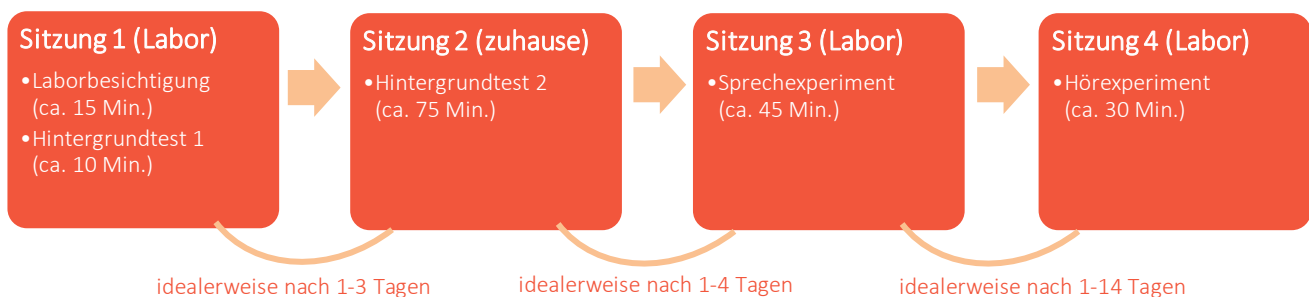 Sitzung 1 (Labor)
•Laborbesichtigung
(ca. 15 Min.)
•Hintergrundtest 1
(ca. 10 Min.)
Sitzung 2 (zuhause)
•Hintergrundtest 2
(ca. 75 Min.)
Sitzung 3 (Labor)
•Sprechexperiment
(ca. 45 Min.)
Sitzung 4 (Labor)
•Hörexperiment
(ca. 30 Min.)
idealerweise nach 1-3 Tagen
idealerweise nach 1-4 Tagen
idealerweise nach 1-14 Tagen